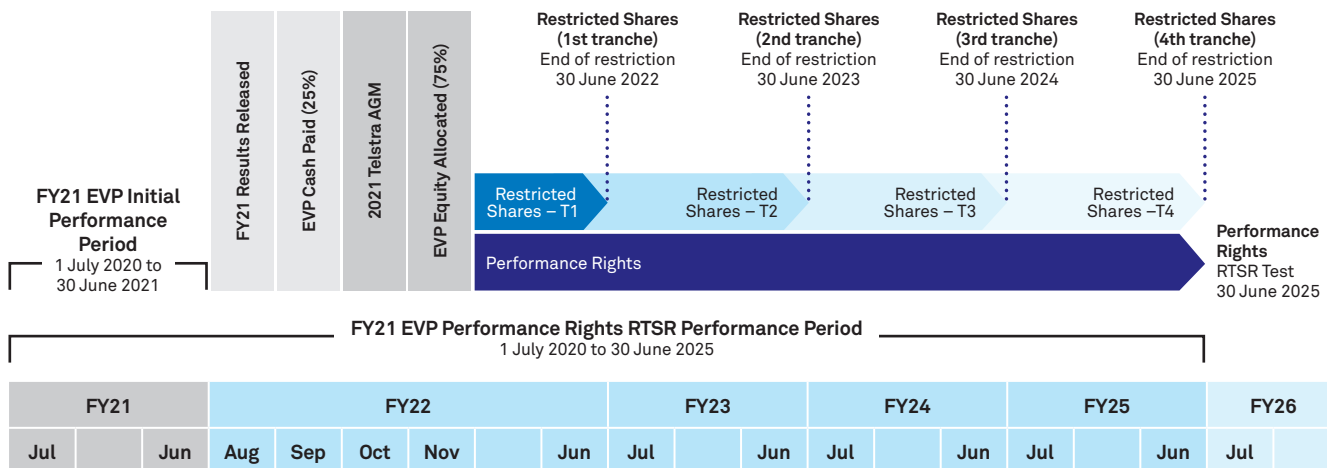 FY21 EVP Initial
Performance
Period
1 July 2020 to
30 June 2021
FY21 Results Released
EVP Cash Paid (25%)
2021 Telstra AGM
EVP Equity Allocated (75%)
Restricted Shares
(1st tranche)
End of restriction
30 June 2022
Restricted Shares
(2nd tranche)
End of restriction
30 June 2023
Restricted Shares
(3rd tranche)
End of restriction
30 June 2024
Restricted Shares
(4th tranche)
End of restriction
30 June 2025
Restricted
Shares – T1
Restricted
Shares – T2
Restricted
Shares – T3
Restricted
Shares –T4
Performance Rights
Performance
Rights
RTSR Test
30 June 2025
FY21 EVP Performance Rights RTSR Performance Period
1 July 2020 to 30 June 2025
FY21 FY22 FY23 FY24 FY25 FY26
Jul Jun Aug Sep Oct Nov Jun Jul Jun Jul Jun Jul Jun Jul